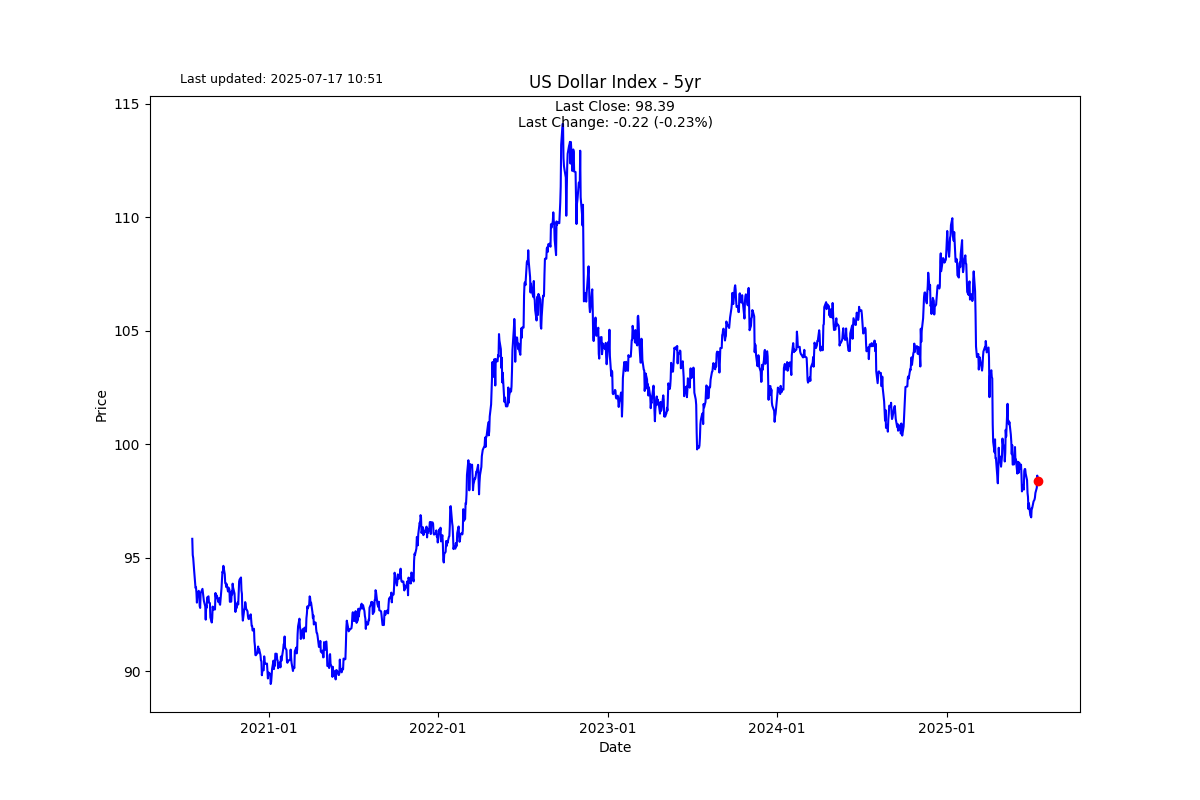 Last updated: 2025-07-17 10:51
US Dollar Index - 5yr
Last Close: 98.39
Last Change: -0.22 (-0.23%)
115
110
105
100
95
90
Price
2021-01
2022-01
2023-01
2024-01
2025-01
Date